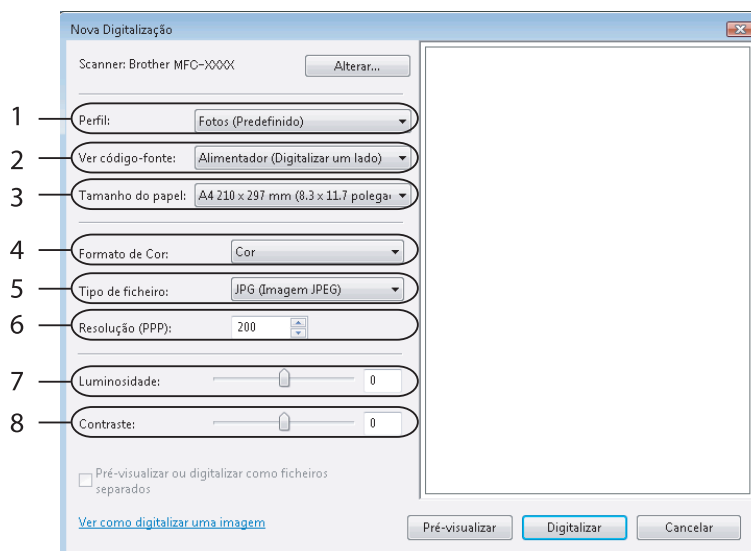 Nova Digitalização
Scanner: Brother MFC-XXXX
Alterar...
1
Perfil:
Fotos (Predefinido)
2
Ver código-fonte:
Alimentador (Digitalizar um lado)
3
Tamanho do papel:
A4 210 x 297 mm (8.3 x 11.7 polega
4
Formato de Cor:
Cor
5
Tipo de ficheiro:
JPG (Imagem JPEG)
6
Resolução (PPP):
200
7
Luminosidade:
0
8
Contraste:
0
Pré-visualizar ou digitalizar como ficheiros
separados
Ver como digitalizar uma imagem
Pré-visualizar
Digitalizar
Cancelar